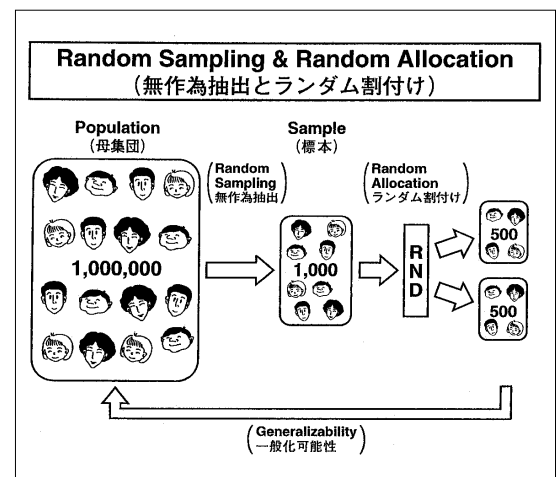 Random Sampling & Random Allocation
(無作為抽出とランダム割付け)
Population
(母集団)
Sample
(標本)
(Random
Sampling
無作為抽出)
(Random
Allocation
ランダム割付け)
1,000,000
1,000
RND
500
500
(Generalizability
一般化可能性)